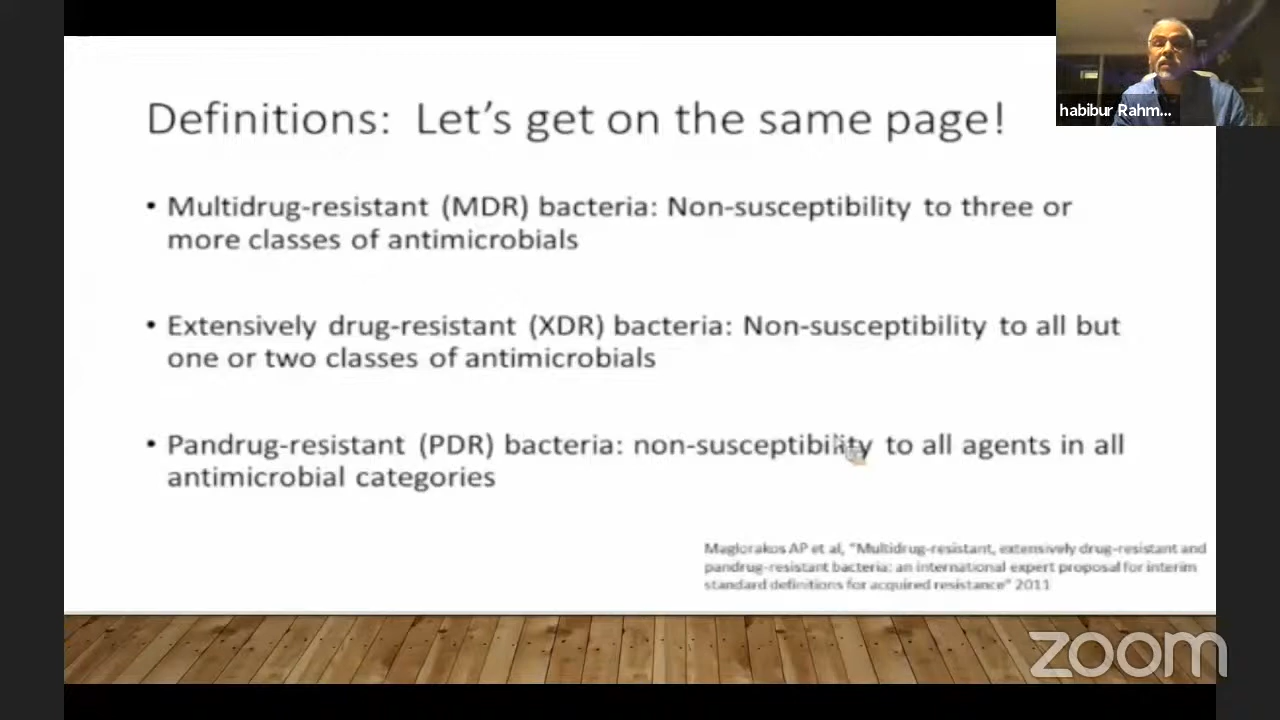 Definitions: Let's get on the same page!
• Multidrug-resistant (MDR) bacteria: Non-susceptibility to three or
more classes of antimicrobials
• Extensively drug-resistant (XDR) bacteria: Non-susceptibility to all but
one or two classes of antimicrobials
• Pandrug-resistant (PDR) bacteria: non-susceptibility to all agents in all
antimicrobial categories
Magiorakos AP et al, "Multidrug-resistant, extensively drug-resistant and
pandrug-resistant bacteria: an international expert proposal for interim
standard definitions for acquired resistance" 2011
habibur Rahm...
zoom